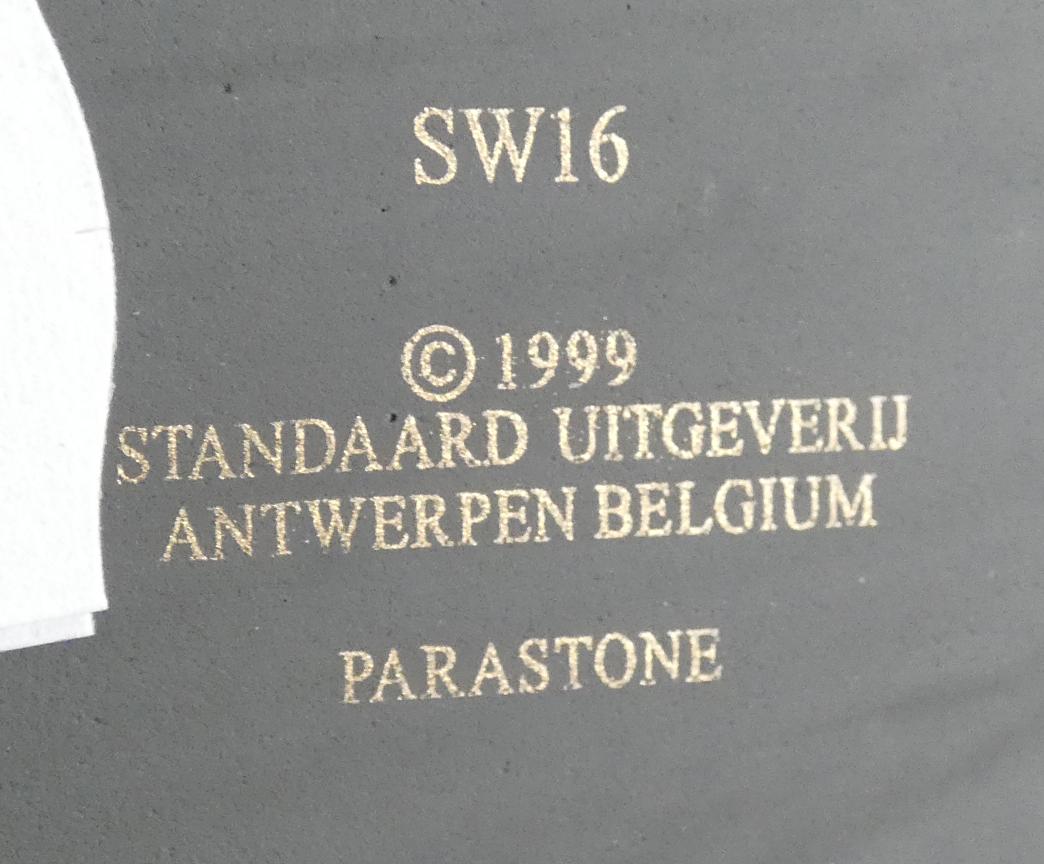 SW16
© 1999
STANDAARD UITGEVERIJ
ANTWERPEN BELGIUM
PARASTONE